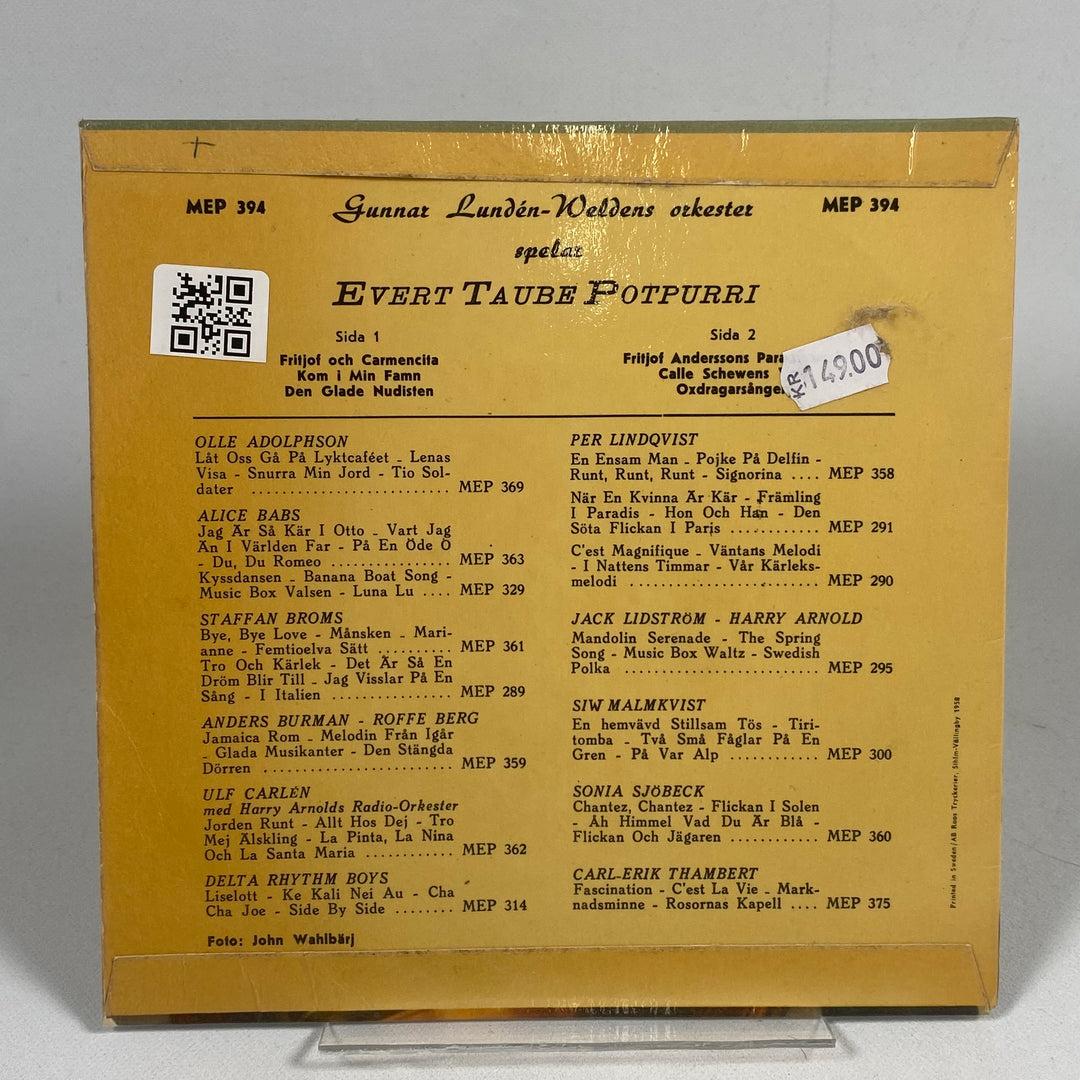 MEP 394
Gunnar Lundén-Weldens orkester
MEP 394
spelar
EVERT TAUBE POTPURRI
Sida 1
Fritjof och Carmencita
Kom i Min Famn
Den Glade Nudisten
Sida 2
Fritjof Anderssons
Calle Schewens
KR 149.00
OLLE ADOLPHSON
Låt Oss Gå På Lyktcaféet - Lenas
Visa - Snurra Min Jord - Tio Sol-
dater .......................... MEP 369
ALICE BABS
Jag Är Så Kär I Otto - Vart Jag
Än I Världen Far - På En Öde Ö
- Du, Du Romeo ................ MEP 363
Kyssdansen - Banana Boat Song -
Music Box Valsen - Luna Lu .... MEP 329
STAFFAN BROMS
Bye, Bye Love - Månsken - Mari-
anne - Femtioelva Sätt .......... MEP 361
Tro Och Kärlek - Det Är Så En
Dröm Blir Till - Jag Visslar På En
Sång - I Italien ................ MEP 289
ANDERS BURMAN - ROFFE BERG
Jamaica Rom - Melodin Från Igår
- Glada Musikanter - Den Stängda
Dörren ......................... MEP 359
ULF CARLÉN
med Harry Arnolds Radio-Orkester
Jorden Runt - Allt Hos Dej - Tro
Mej Älskling - La Pinta, La Nina
Och La Santa Maria ............ MEP 362
DELTA RHYTHM BOYS
Liselott - Ke Kali Nei Au - Cha
Cha Joe - Side By Side ........ MEP 314
Foto: John Wahlbärj
PER LINDQVIST
En Ensam Man - Pojke På Delfin -
Runt, Runt, Runt - Signorina .... MEP 358
När En Kvinna Är Kär - Främling
I Paradis - Hon Och Han - Den
Söta Flickan I Paris ............ MEP 291
C'est Magnifique - Väntans Melodi
- I Nattens Timmar - Vår Kärleks-
melodi ......................... MEP 290
JACK LIDSTRÖM - HARRY ARNOLD
Mandolin Serenade - The Spring
Song - Music Box Waltz - Swedish
Polka ......................... MEP 295
SIW MALMKVIST
En hemvävd Stillsam Tös - Tiri-
tomba - Två Små Fåglar På En
Gren - På Var Alp ............ MEP 300
SONIA SJÖBECK
Chantez, Chantez - Flickan I Solen
- Åh Himmel Vad Du Är Blå -
Flickan Och Jägaren ............ MEP 360
CARL-ERIK THAMBERT
Fascination - C'est La Vie - Mark-
nadsminne - Rosornas Kapell .... MEP 375
Printed in Sweden/AB Roos Tryckerier, Sthlm-Vällingby 1958